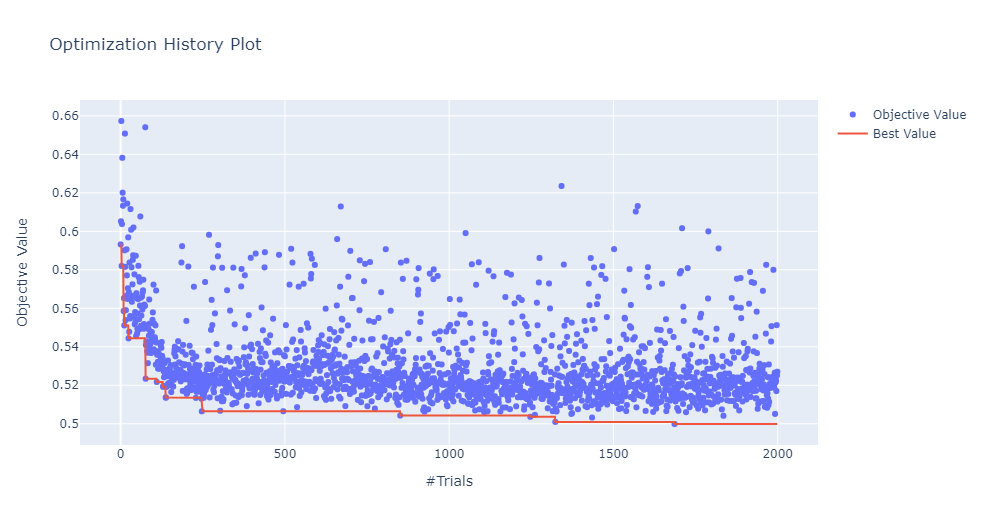 Optimization History Plot
Objective Value
0.66
0.64
0.62
0.6
0.58
0.56
0.54
0.52
0.5
0
500
1000
1500
2000
#Trials
Objective Value
Best Value